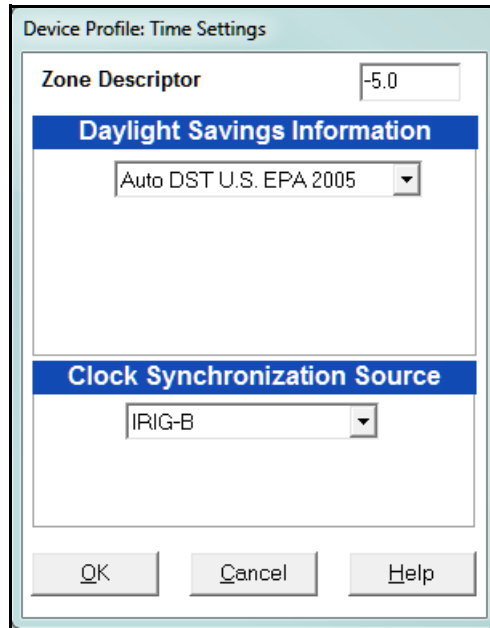 Device Profile: Time Settings
Zone Descriptor -5.0
Daylight Savings Information
Auto DST U.S. EPA 2005
Clock Synchronization Source
IRIG-B
OK Cancel Help